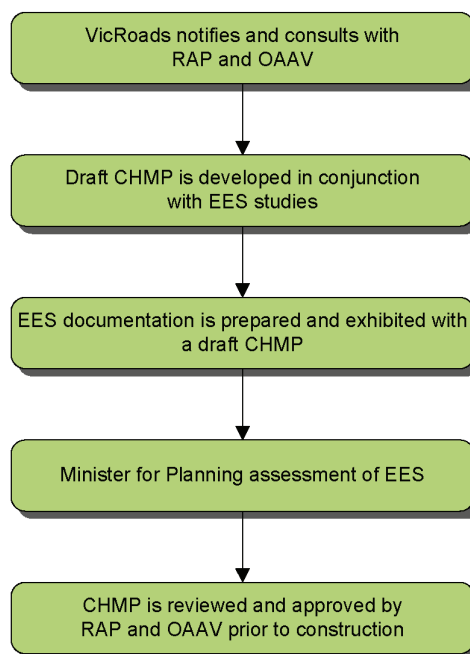 VicRoads notifies and consults with
RAP and OAAV
Draft CHMP is developed in conjunction
with EES studies
EES documentation is prepared and exhibited with
a draft CHMP
Minister for Planning assessment of EES
CHMP is reviewed and approved by
RAP and OAAV prior to construction